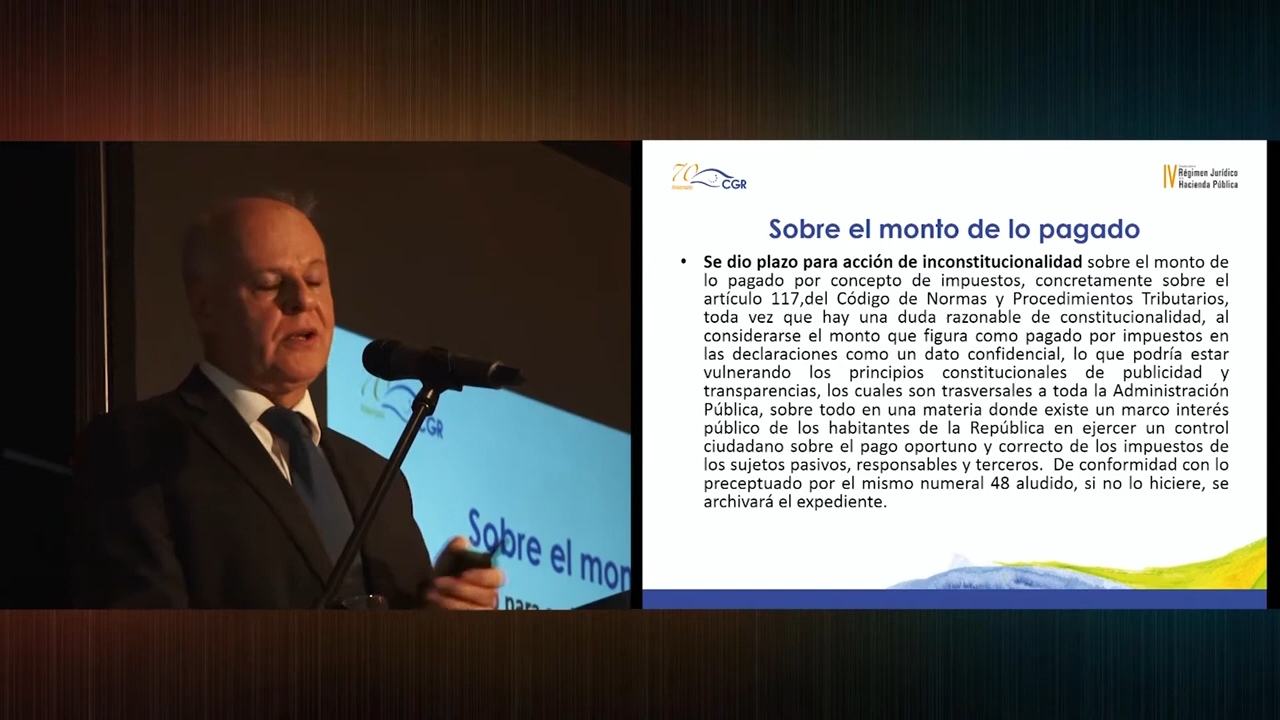 70
Aniversario
CGR
IV
Régimen Jurídico
Hacienda Pública
Sobre el monto de lo pagado
• Se dio plazo para acción de inconstitucionalidad sobre el monto de
lo pagado por concepto de impuestos, concretamente sobre el
artículo 117,del Código de Normas y Procedimientos Tributarios,
toda vez que hay una duda razonable de constitucionalidad, al
considerarse el monto que figura como pagado por impuestos en
las declaraciones como un dato confidencial, lo que podría estar
vulnerando los principios constitucionales de publicidad y
transparencias, los cuales son trasversales a toda la Administración
Pública, sobre todo en una materia donde existe un marco interés
público de los habitantes de la República en ejercer un control
ciudadano sobre el pago oportuno y correcto de los impuestos de
los sujetos pasivos, responsables y terceros. De conformidad con lo
preceptuado por el mismo numeral 48 aludido, si no lo hiciere, se
archivará el expediente.
70
CGR
Sobre el mon
para